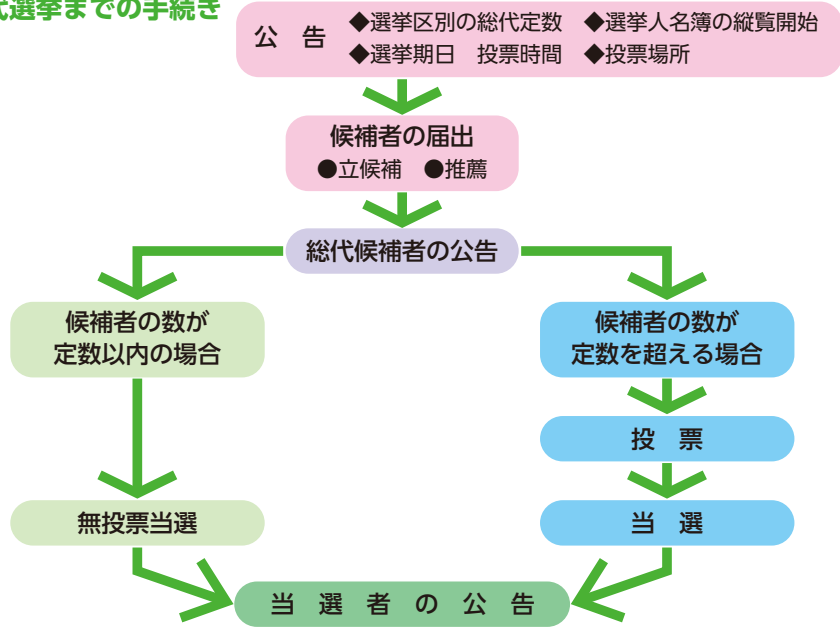 代選挙までの手続き
公　告
◆選挙区別の総代定数　◆選挙人名簿の縦覧開始
◆選挙期日　投票時間　◆投票場所
候補者の届出
●立候補　●推薦
総代候補者の公告
候補者の数が
定数以内の場合
候補者の数が
定数を超える場合
投　票
無投票当選
当　選
当　選　者　の　公　告